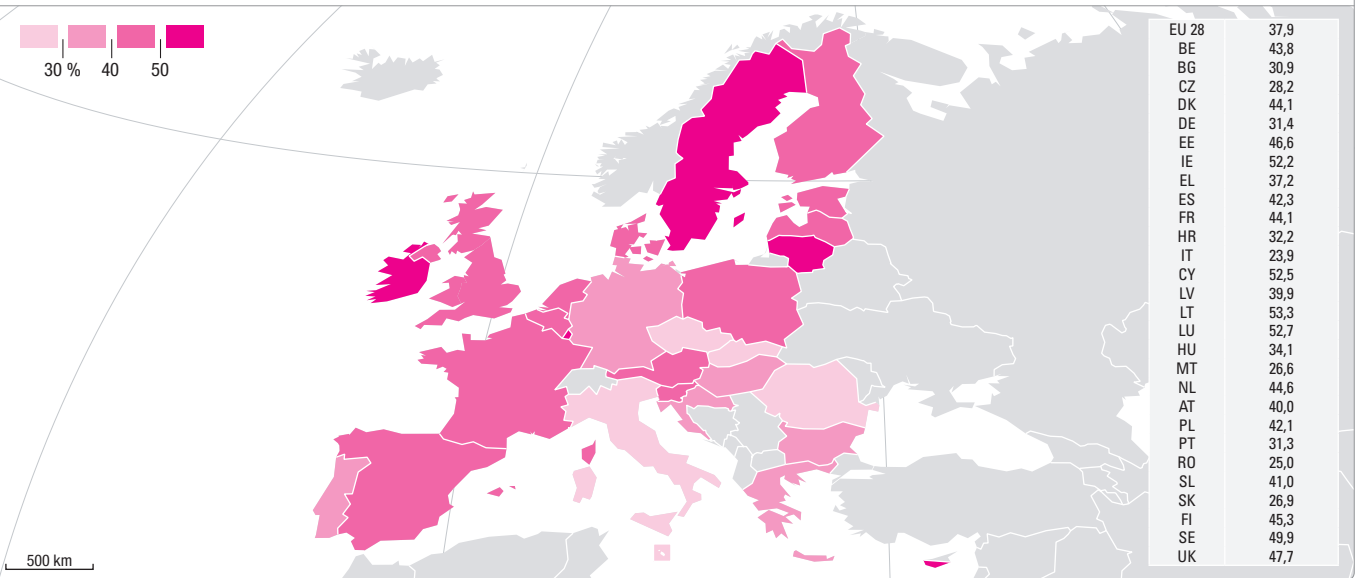 30 % 40 50
EU 28 37,9
BE 43,8
BG 30,9
CZ 28,2
DK 44,1
DE 31,4
EE 46,6
IE 52,2
EL 37,2
ES 42,3
FR 44,1
HR 32,2
IT 23,9
CY 52,5
LV 39,9
LT 53,3
LU 52,7
HU 34,1
MT 26,6
NL 44,6
AT 40,0
PL 42,1
PT 31,3
RO 25,0
SL 41,0
SK 26,9
FI 45,3
SE 49,9
UK 47,7
500 km